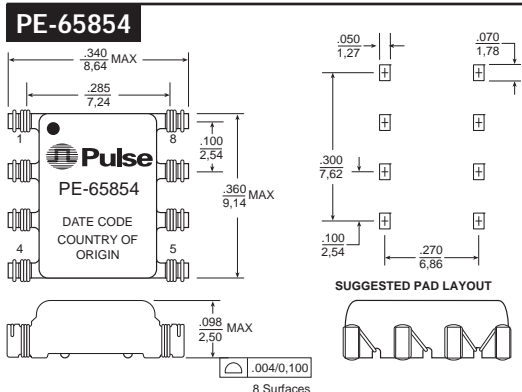 PE-65854
.340
8,64 MAX
.285
7,24
1
8
Pulse
PE-65854
DATE CODE
COUNTRY OF
ORIGIN
4
5
.100
2,54
.360
9,14 MAX
.098
2,50 MAX
.004/0,100
8 Surfaces
.050
1,27
.070
1,78
.300
7,62
.100
2,54
.270
6,86
SUGGESTED PAD LAYOUT